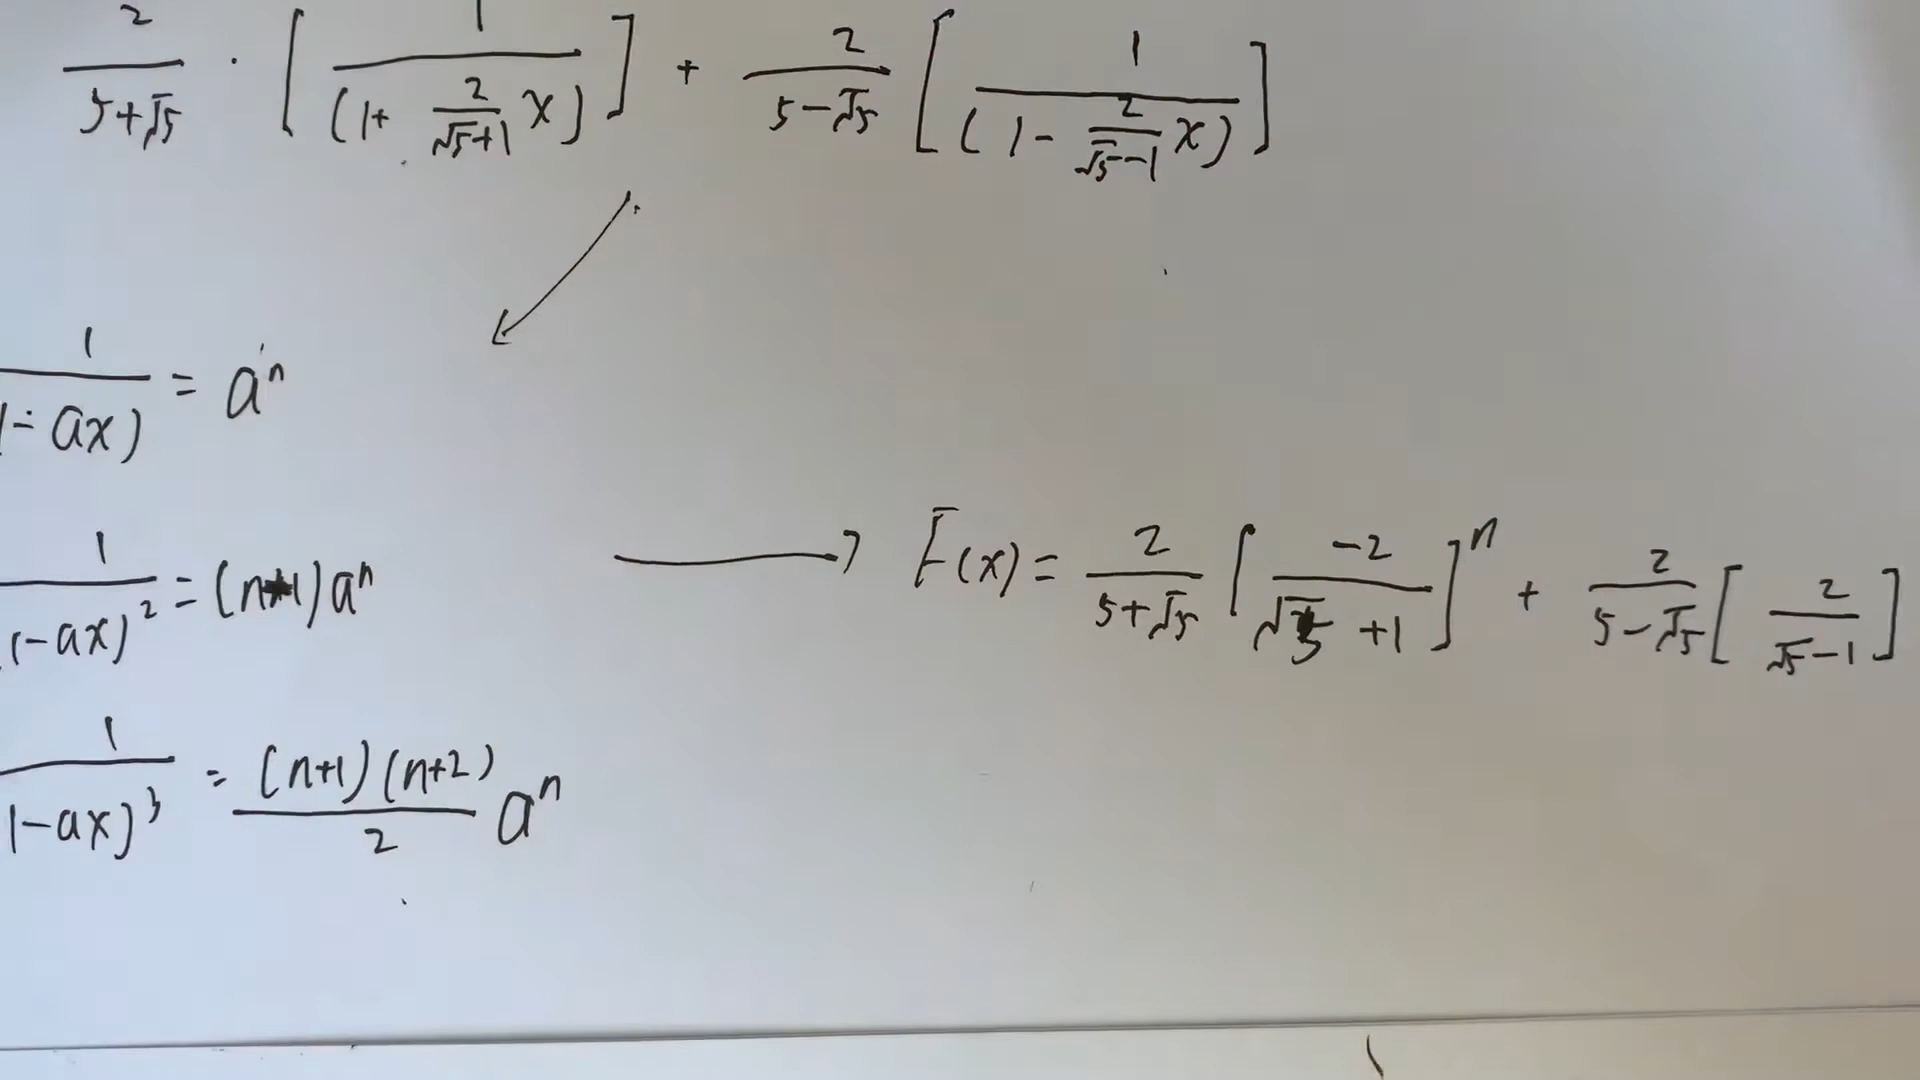 2/(5+√5) · [1/(1+ 2/(√5+1) x)] + 2/(5-√5) [1/(1- 2/(√5-1) x)]
1/(1-ax) = aⁿ
1/(1-ax)² = (n+1)aⁿ
F(x) = 2/(5+√5) [-2/(√5+1)]ⁿ + 2/(5-√5) [2/(√5-1)]
1/(1-ax)³ = (n+1)(n+2)/2 aⁿ